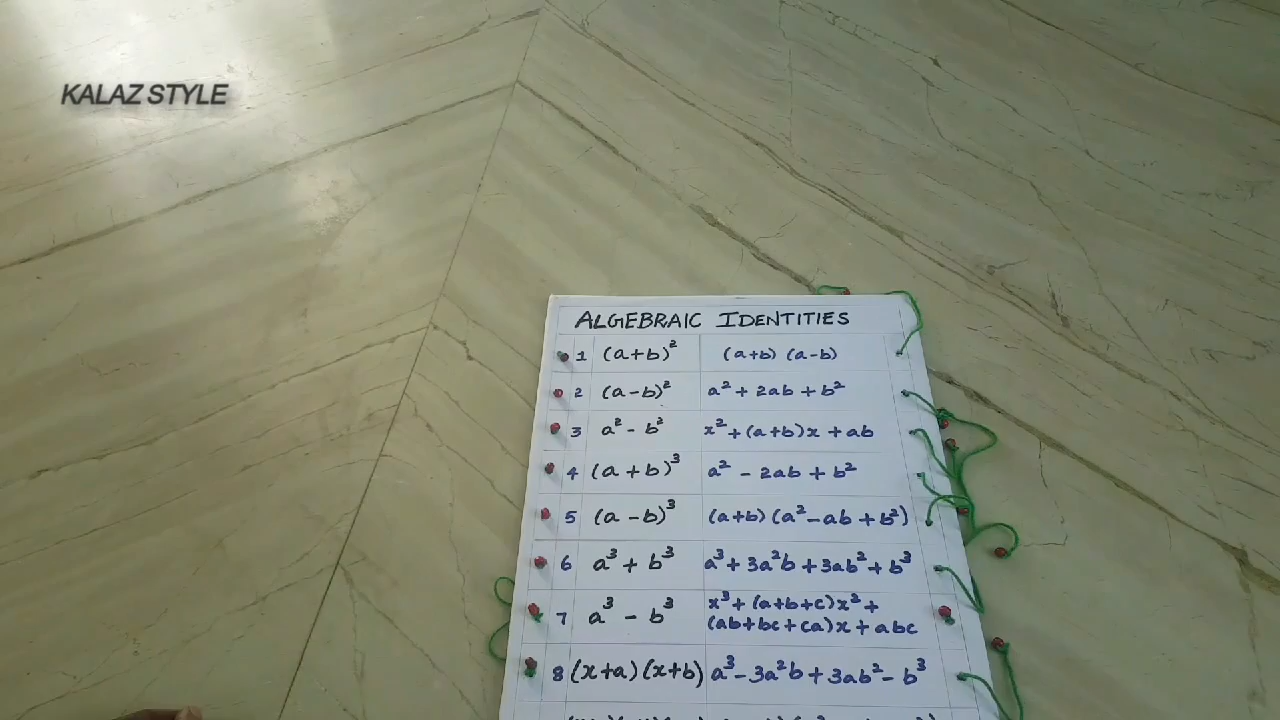 KALAZ STYLE
ALGEBRAIC IDENTITIES
1 (a+b)² (a+b) (a-b)
2 (a-b)² a² + 2ab + b²
3 a² - b² x² + (a+b)x + ab
4 (a + b)³ a² - 2ab + b²
5 (a - b)³ (a+b) (a² - ab + b²)
6 a³ + b³ a³ + 3a²b + 3ab² + b³
7 a³ - b³ x³ + (a+b+c)x² +
(ab+bc+ca)x + abc
8 (x+a) (x+b) a³ - 3a²b + 3ab² - b³